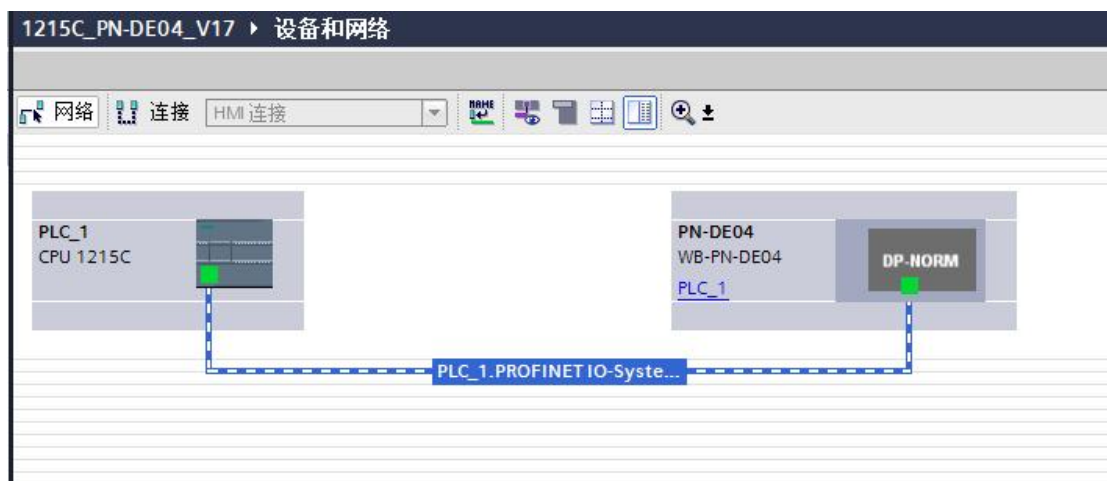 1215C_PN-DE04_V17 ▸ 设备和网络
网络 连接 HMI 连接
PLC_1
CPU 1215C
PN-DE04
WB-PN-DE04
PLC_1
DP-NORM
PLC_1.PROFINET IO-Syste...